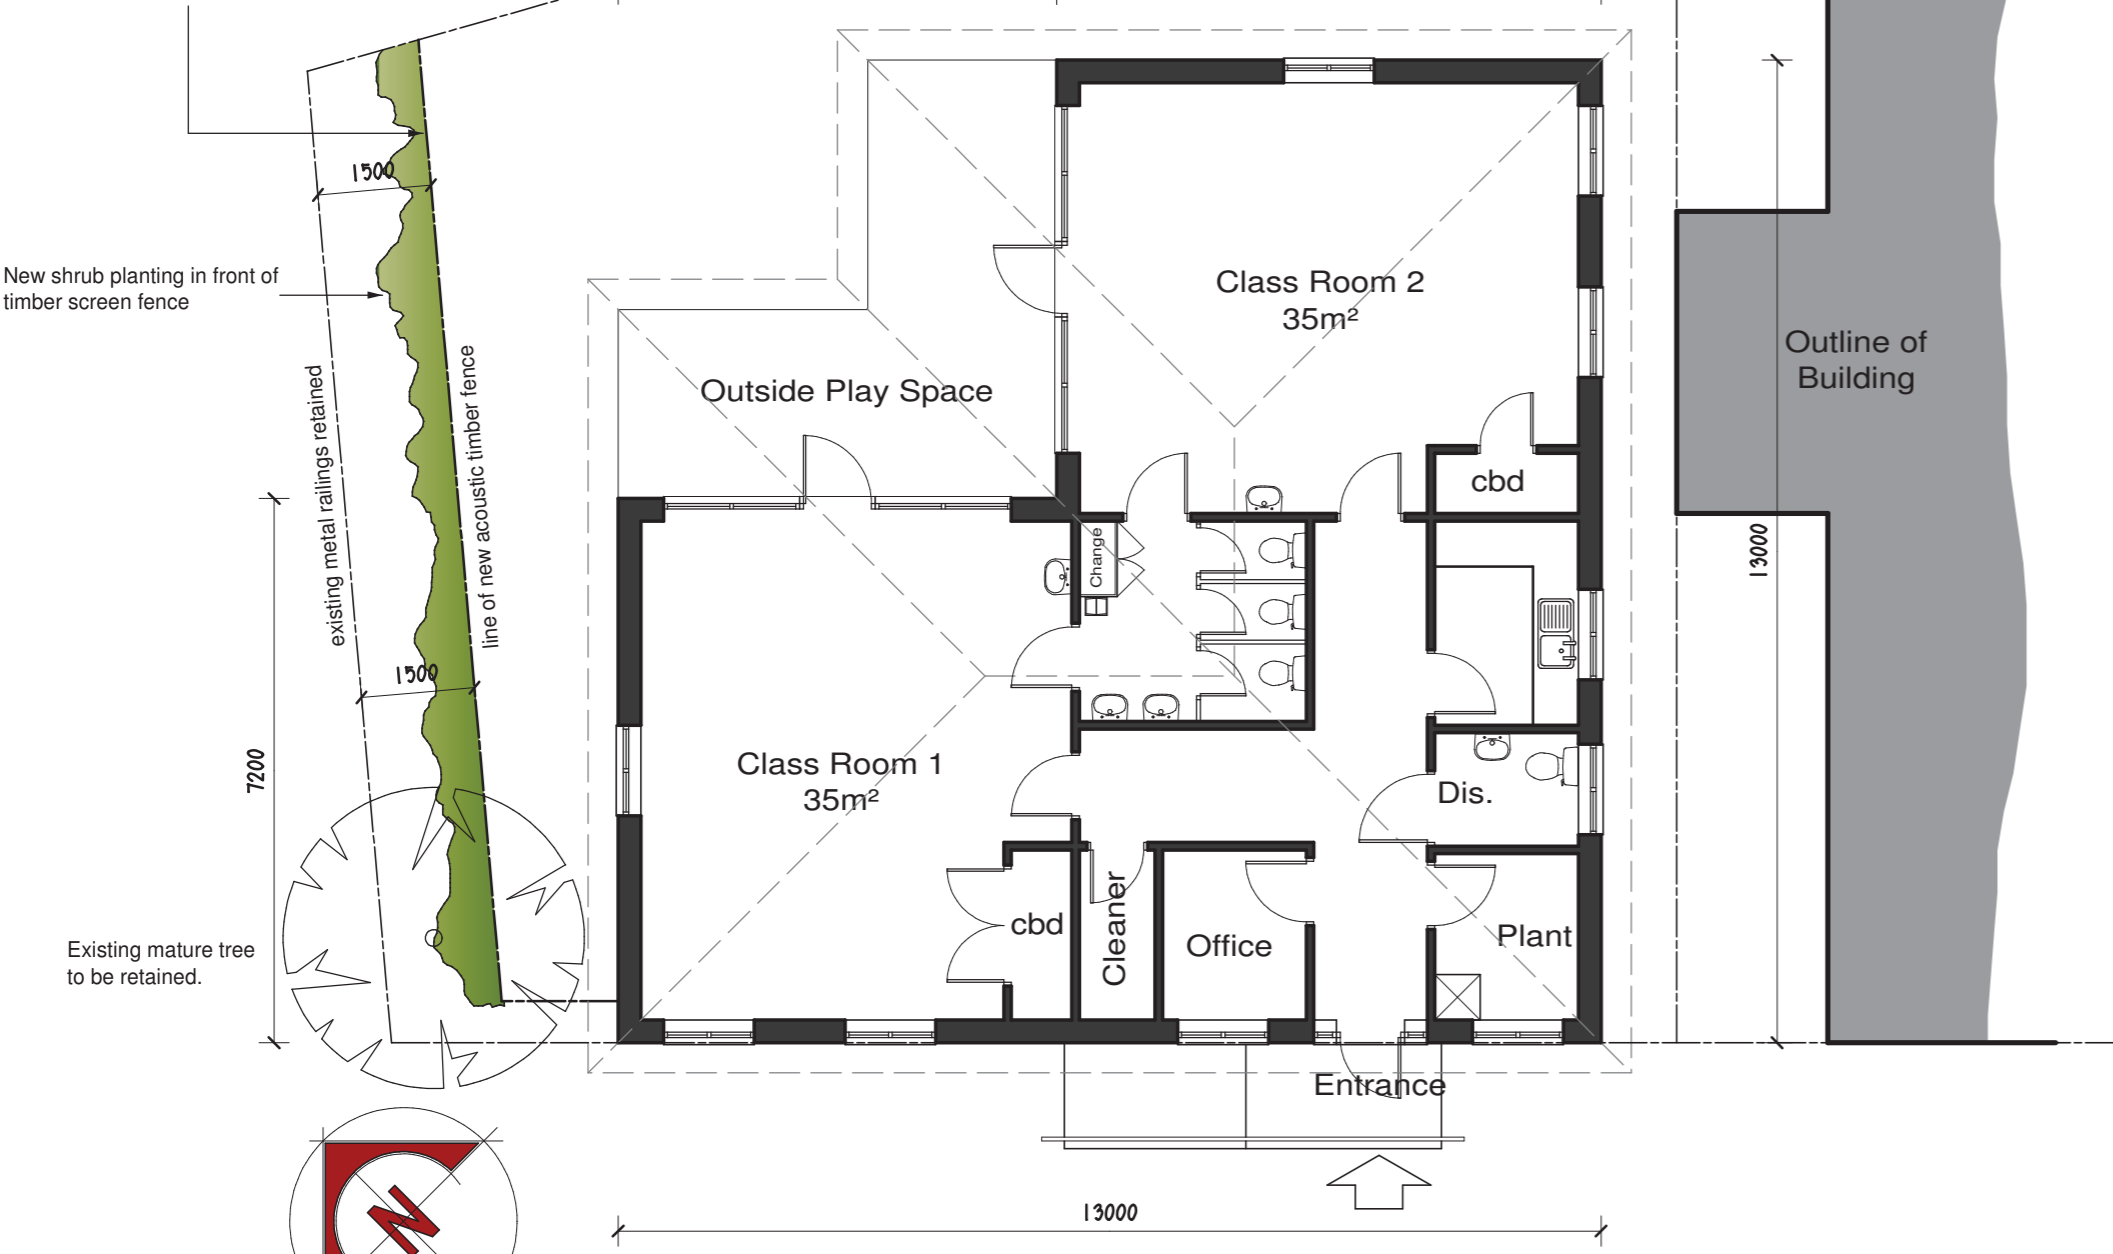 1500
New shrub planting in front of
timber screen fence
existing metal railings retained
line of new acoustic timber fence
1500
7200
Existing mature tree
to be retained.
N
Outside Play Space
Class Room 2
35m²
cbd
Change
Class Room 1
35m²
cbd
Cleaner
Office
Dis.
Plant
Entrance
13000
13000
Outline of
Building